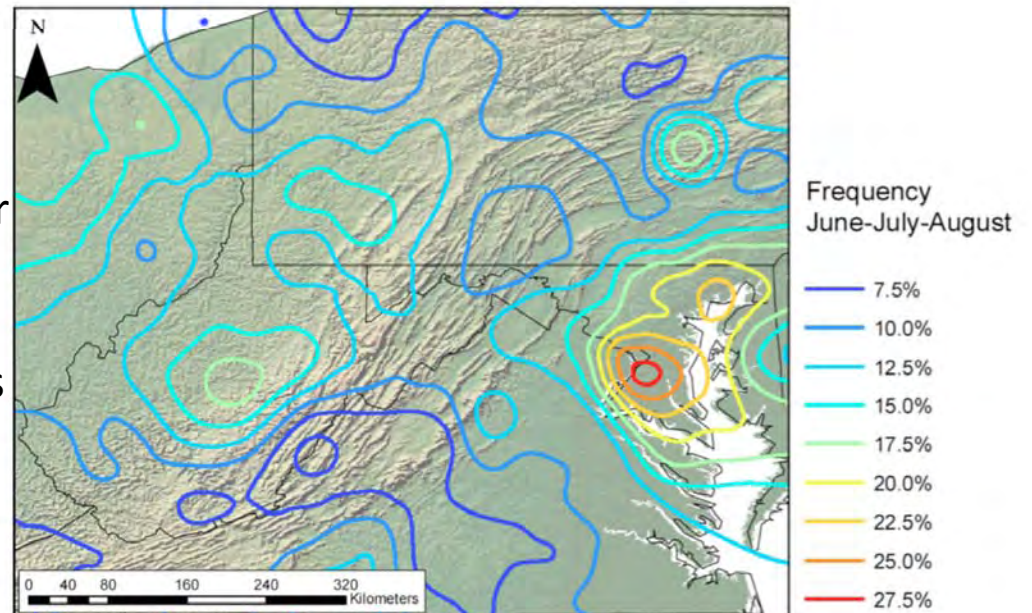 N
r
s
Frequency
June-July-August
7.5%
10.0%
12.5%
15.0%
17.5%
20.0%
22.5%
25.0%
27.5%
0 40 80 160 240 320
Kilometers